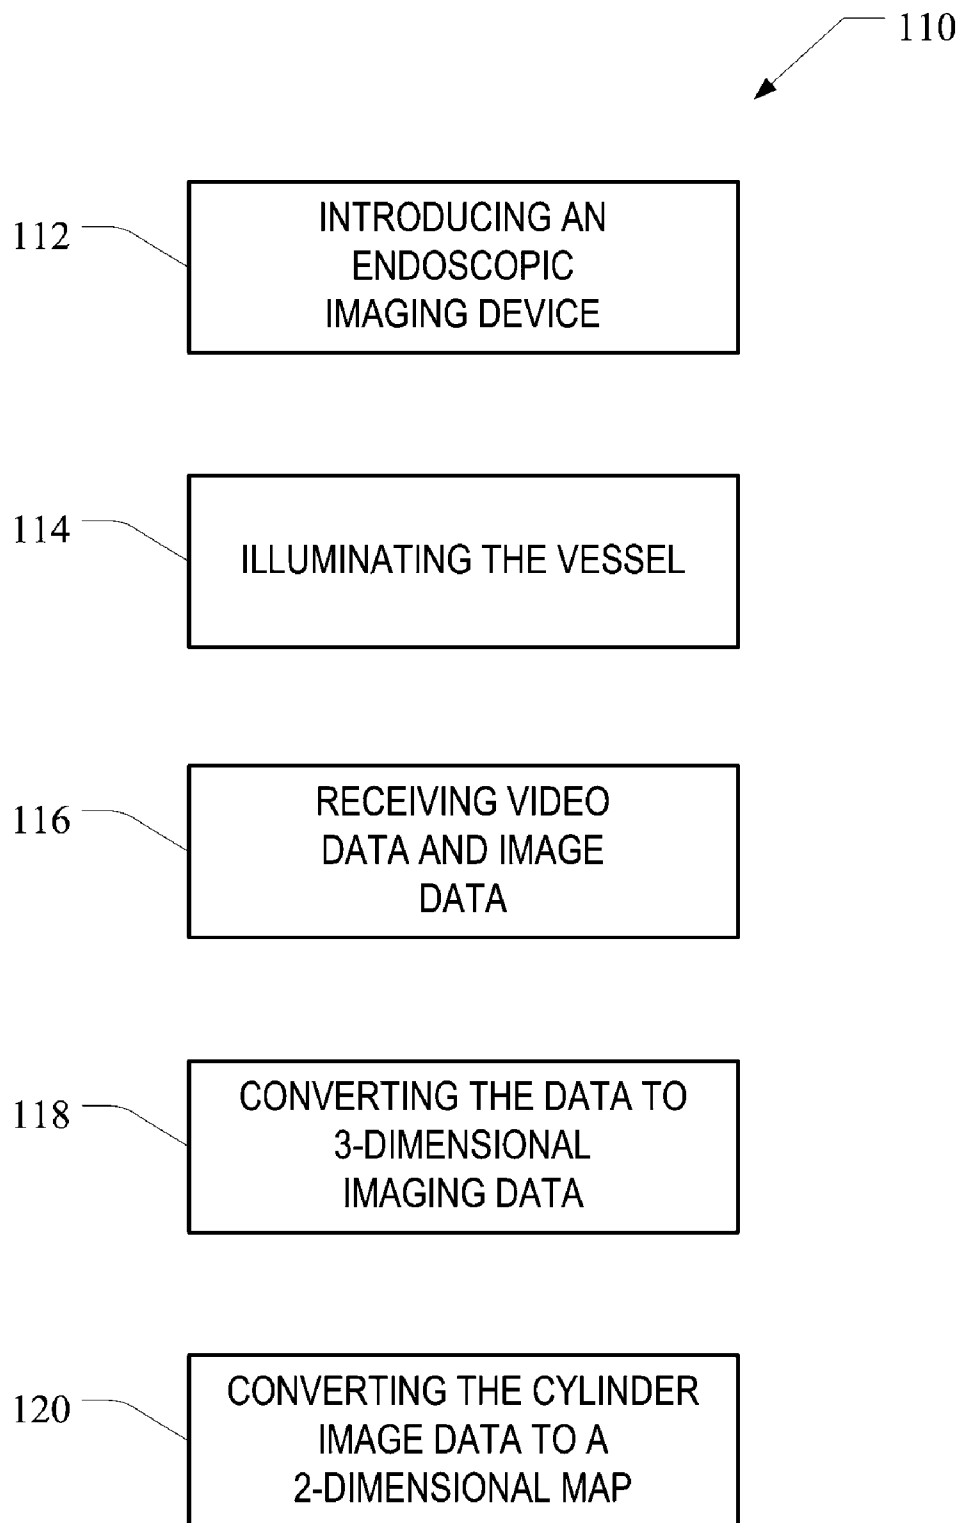 110
112
INTRODUCING AN
ENDOSCOPIC
IMAGING DEVICE
114
ILLUMINATING THE VESSEL
116
RECEIVING VIDEO
DATA AND IMAGE
DATA
118
CONVERTING THE DATA TO
3-DIMENSIONAL
IMAGING DATA
120
CONVERTING THE CYLINDER
IMAGE DATA TO A
2-DIMENSIONAL MAP